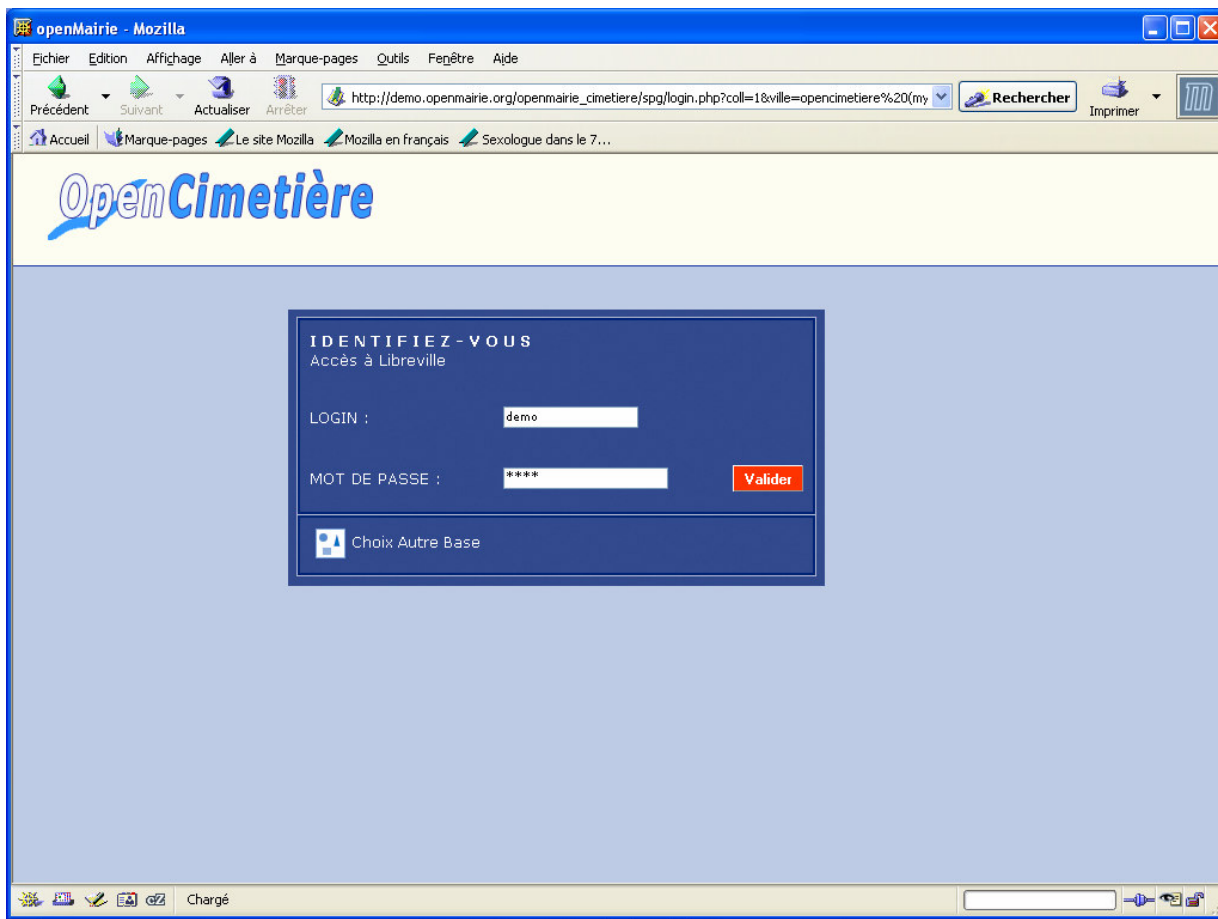 openMairie - Mozilla
Fichier Edition Affichage Aller à Marque-pages Outils Fenêtre Aide
Précédent Suivant Actualiser Arrêter http://demo.openmairie.org/openmairie_cimetiere/spg/login.php?coll=1&ville=opencimetiere%20(my Rechercher Imprimer
Accueil Marque-pages Le site Mozilla Mozilla en français Sexologue dans le 7...
OpenCimetière
IDENTIFIEZ-VOUS
Accès à Libreville
LOGIN : demo
MOT DE PASSE : **** Valider
Choix Autre Base
Chargé